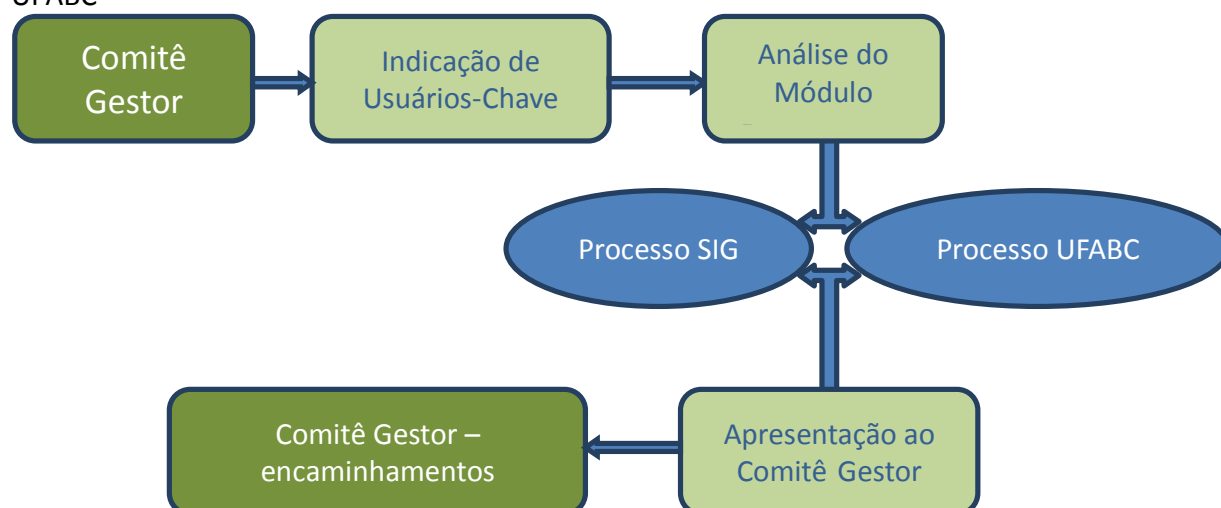 UFABC
Comitê
Gestor
Indicação de
Usuários-Chave
Análise do
Módulo
Processo SIG
Processo UFABC
Comitê Gestor –
encaminhamentos
Apresentação ao
Comitê Gestor